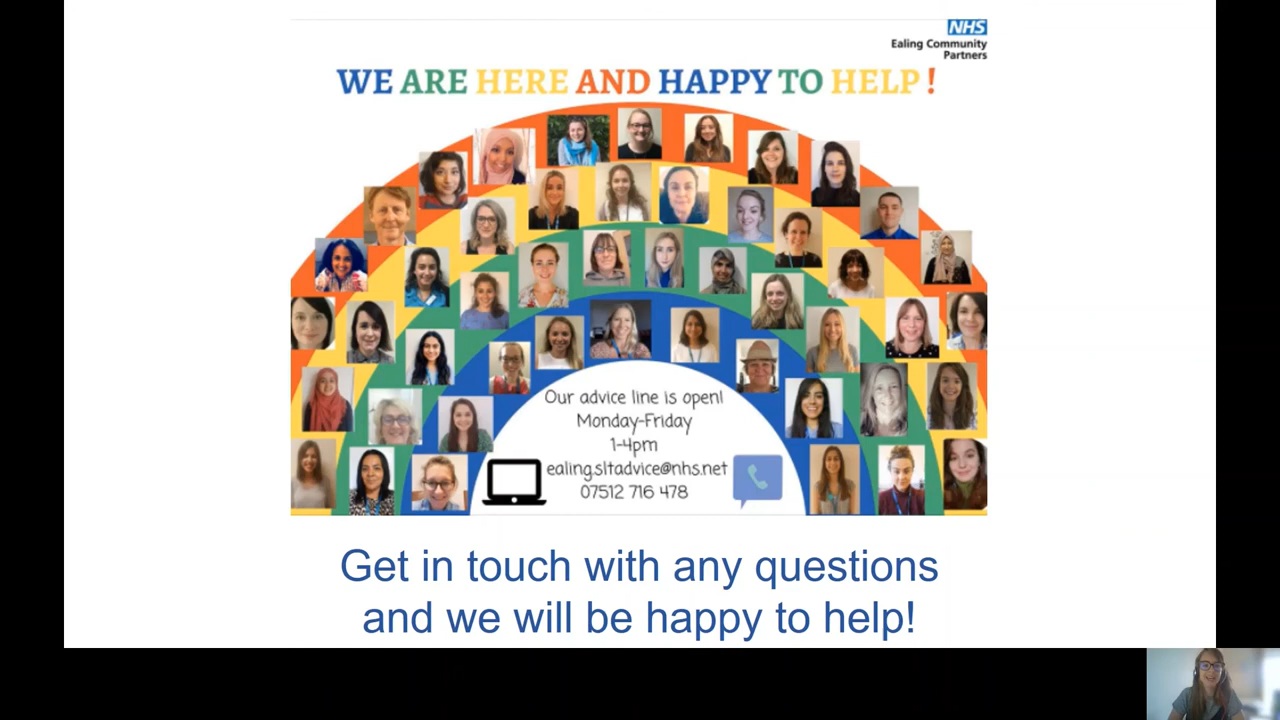 NHS
Ealing Community
Partners
WE ARE HERE AND HAPPY TO HELP !
Our advice line is open!
Monday-Friday
1-4pm
ealing.sltadvice@nhs.net
07512 716 478
Get in touch with any questions
and we will be happy to help!